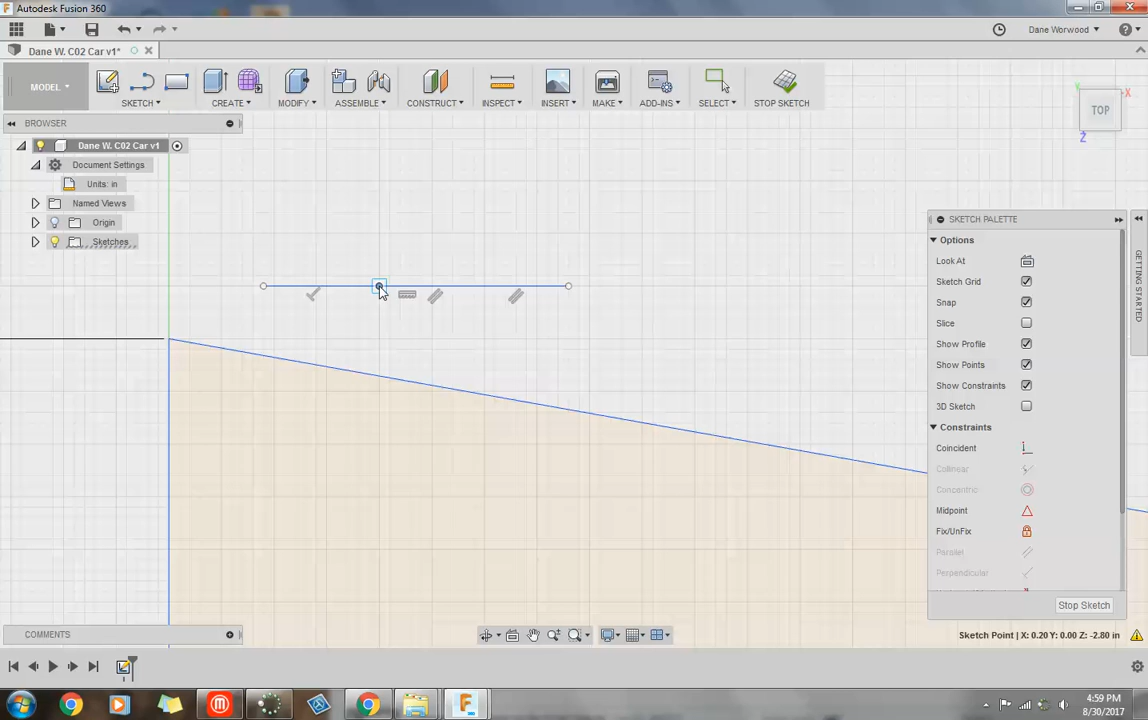 Autodesk Fusion 360
Dane Worwood
Dane W. C02 Car v1*
MODEL
SKETCH CREATE MODIFY ASSEMBLE CONSTRUCT INSPECT INSERT MAKE ADD-INS SELECT STOP SKETCH
TOP
X
Y
Z
BROWSER
Dane W. C02 Car v1
Document Settings
Units: in
Named Views
Origin
Sketches
SKETCH PALETTE
SKETCH PALETTE
Options
Look At
Sketch Grid
Snap
Slice
Show Profile
Show Points
Show Constraints
3D Sketch
Constraints
Coincident
Collinear
Concentric
Midpoint
Fix/UnFix
Parallel
Perpendicular
Stop Sketch
COMMENTS
Sketch Point | X: 0.20 Y: 0.00 Z: -2.80 in
4:59 PM
8/30/2017